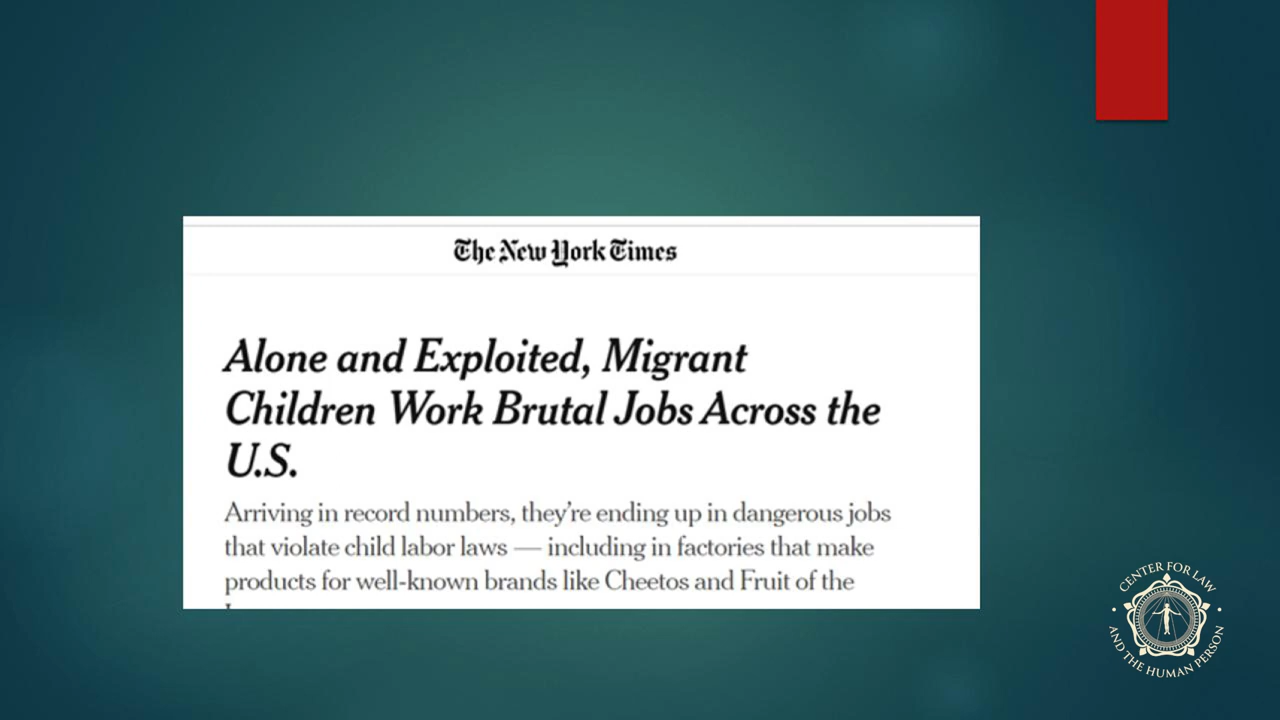 The New York Times
Alone and Exploited, Migrant
Children Work Brutal Jobs Across the
U.S.
Arriving in record numbers, they're ending up in dangerous jobs
that violate child labor laws — including in factories that make
products for well-known brands like Cheetos and Fruit of the
CENTER FOR LAW
AND THE HUMAN PERSON